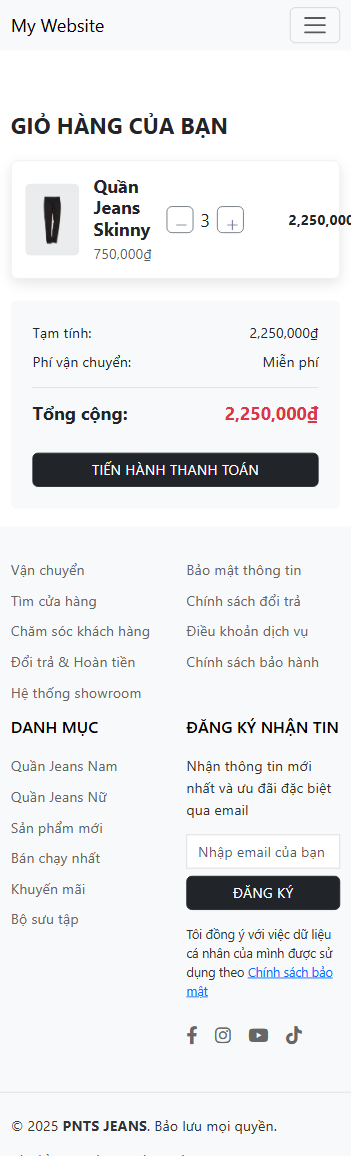 My Website
GIỎ HÀNG CỦA BẠN
Quần
Jeans
Skinny
750,000₫
3
2,250,000
Tạm tính: 2,250,000₫
Phí vận chuyển: Miễn phí
Tổng cộng: 2,250,000₫
TIẾN HÀNH THANH TOÁN
Vận chuyển
Tìm cửa hàng
Chăm sóc khách hàng
Đổi trả & Hoàn tiền
Hệ thống showroom
Bảo mật thông tin
Chính sách đổi trả
Điều khoản dịch vụ
Chính sách bảo hành
DANH MỤC
Quần Jeans Nam
Quần Jeans Nữ
Sản phẩm mới
Bán chạy nhất
Khuyến mãi
Bộ sưu tập
ĐĂNG KÝ NHẬN TIN
Nhận thông tin mới
nhất và ưu đãi đặc biệt
qua email
Nhập email của bạn
ĐĂNG KÝ
Tôi đồng ý với việc dữ liệu
cá nhân của mình được sử
dụng theo Chính sách bảo
mật
© 2025 PNTS JEANS. Bảo lưu mọi quyền.